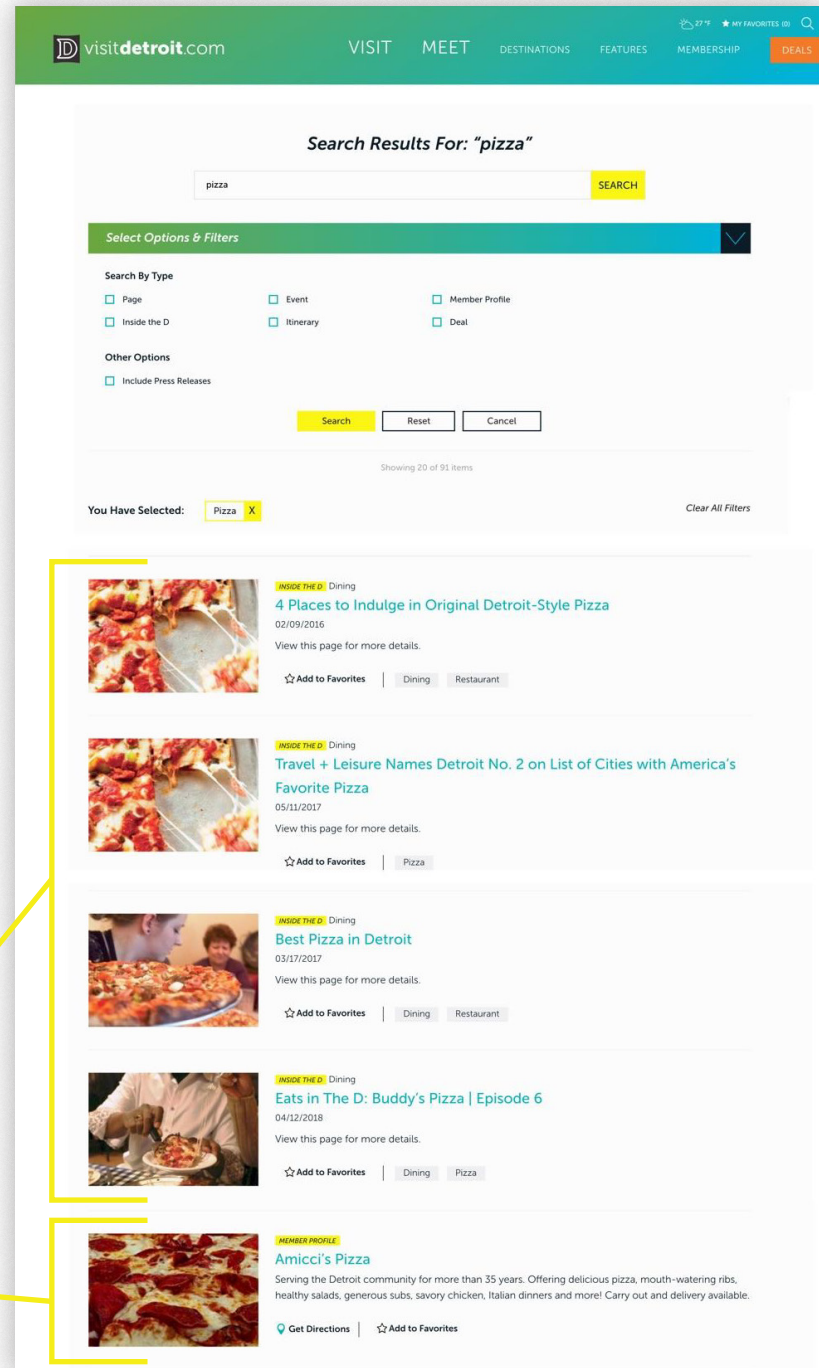 D visitdetroit.com
VISIT MEET DESTINATIONS FEATURES MEMBERSHIP DEALS
27 °F ★ MY FAVORITES (0)
Search Results For: “pizza”
pizza SEARCH
Select Options & Filters
Search By Type
Page Event Member Profile
Inside the D Itinerary Deal
Other Options
Include Press Releases
Search Reset Cancel
Showing 20 of 91 items
You Have Selected: Pizza X Clear All Filters
INSIDE THE D Dining
4 Places to Indulge in Original Detroit-Style Pizza
02/09/2016
View this page for more details.
Add to Favorites | Dining Restaurant
INSIDE THE D Dining
Travel + Leisure Names Detroit No. 2 on List of Cities with America’s
Favorite Pizza
05/11/2017
View this page for more details.
Add to Favorites | Pizza
INSIDE THE D Dining
Best Pizza in Detroit
03/17/2017
View this page for more details.
Add to Favorites | Dining Restaurant
INSIDE THE D Dining
Eats in The D: Buddy’s Pizza | Episode 6
04/12/2018
View this page for more details.
Add to Favorites | Dining Pizza
MEMBER PROFILE
Amicci’s Pizza
Serving the Detroit community for more than 35 years. Offering delicious pizza, mouth-watering ribs,
healthy salads, generous subs, savory chicken, Italian dinners and more! Carry out and delivery available.
Get Directions | Add to Favorites